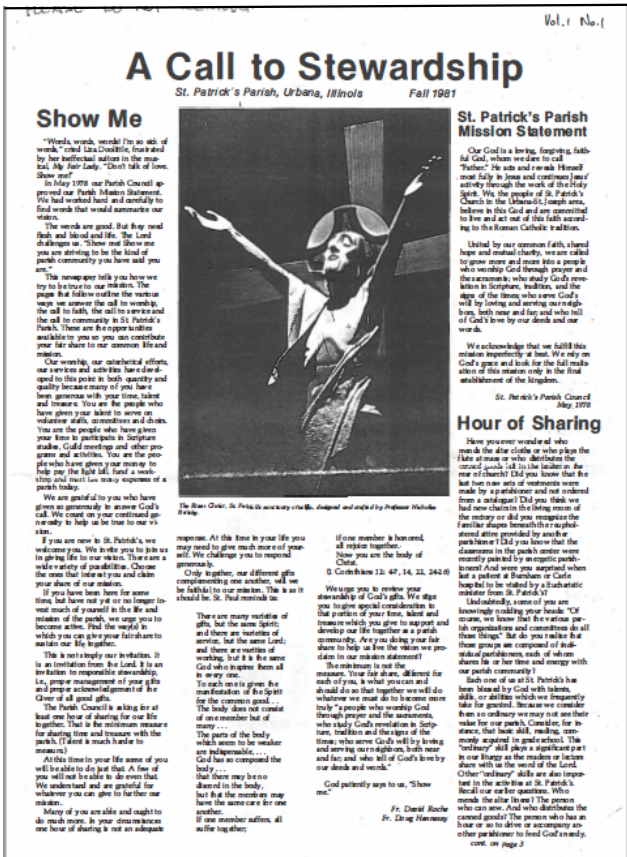 PLEASE DO NOT REMOVE
Vol. 1 No. 1
A Call to Stewardship
St. Patrick's Parish, Urbana, Illinois Fall 1981
Show Me
"Words, words, words! I'm so sick of
words," cried Liza Doolittle, frustrated
by her ineffectual suitors in the mus-
ical, My Fair Lady. "Don't talk of love.
Show me!"
In May 1978 our Parish Council ap-
proved our Parish Mission Statement.
We had worked hard and carefully to
find words that would summarize our
vision.
The words are good. But they need
flesh and blood and life. The Lord
challenges us. "Show me! Show me
you are striving to be the kind of
parish community you have said you
are."
This newspaper tells you how we
try to be true to our mission. The
pages that follow outline the various
ways we answer the call to worship,
the call to faith, the call to service and
the call to community in St. Patrick's
Parish. These are the opportunities
available to you so you can contribute
your fair share to our common life and
mission.
Our worship, our catechetical efforts,
our services and activities have devel-
oped to this point in both quantity and
quality because many of you have
been generous with your time, talent
and treasure. You are the people who
have given your talent to serve on
volunteer staffs, committees and choirs.
You are the people who have given
your time to participate in Scripture
studies, Guild meetings and other pro-
grams and activities. You are the peo-
ple who have given your money to
help pay the light bill, fund a work-
shop and meet the many expenses of a
parish today.
We are grateful to you who have
given so generously to answer God's
call. We count on your continued ge-
nerosity to help us be true to our vi-
sion.
If you are new to St. Patrick's, we
welcome you. We invite you to join us
in giving life to our vision. There are a
wide variety of possibilities. Choose
the ones that interest you and claim
your share of our mission.
If you have been here for some
time, but have not yet or no longer in-
vest much of yourself in the life and
mission of the parish, we urge you to
become active. Find the way(s) in
which you can give your fair share to
sustain our life together.
This is not simply our invitation. It
is an invitation from the Lord. It is an
invitation to responsible stewardship,
i.e., proper management of your gifts
and proper acknowledgement of the
Giver of all good gifts.
The Parish Council is asking for at
least one hour of sharing for our life
together. That is the minimum measure
for sharing time and treasure with the
parish. (Talent is much harder to
measure.)
At this time in your life some of you
will be able to do just that. A few of
you will not be able to do even that.
We understand and are grateful for
whatever you can give to further our
mission.
Many of you are able and ought to
do much more. In your circumstances
one hour of sharing is not an adequate
The Risen Christ, St. Patrick's sanctuary crucifix, designed and crafted by Professor Nicholas
response. At this time in your life you
may need to give much more of your-
self. We challenge you to respond
generously.
Only together, our different gifts
complementing one another, will we
be faithful to our mission. This is as it
should be. St. Paul reminds us:
There are many varieties of
gifts, but the same Spirit;
and there are varieties of
service, but the same Lord;
and there are varities of
working, but it is the same
God who inspires them all
in every one.
To each one is given the
manifestation of the Spirit
for the common good. . .
The body does not consist
of one member but of
many . . .
The parts of the body
which seem to be weaker
are indispensable, . . .
God has so composed the
body . . .
that there may be no
discord in the body,
but that the members may
have the same care for one
another.
If one member suffers, all
suffer together;
if one member is honored,
all rejoice together.
Now you are the body of
Christ.
(I Corinthians 12: 4-7, 14, 22, 24-26)
We urge you to review your
stewardship of God's gifts. We urge
you to give special consideration to
that portion of your time, talent and
treasure which you give to support and
develop our life together as a parish
community. Are you doing your fair
share to help us live the vision we pro-
claim in our mission statement?
The minimum is not the
measure. Your fair share, different for
each of you, is what you can and
should do so that together we will do
whatever we must do to become more
truly "a people who worship God
through prayer and the sacraments,
who study God's revelation in Scrip-
ture, tradition and the signs of the
times; who serve God's will by loving
and serving our neighbors, both near
and far; and who tell of God's love by
our deeds and words."
God patiently says to us, "Show
me."
Fr. David Roche
Fr. Doug Hennessy
St. Patrick's Parish
Mission Statement
Our God is a loving, forgiving, faith-
ful God, whom we dare to call
"Father." He acts and reveals Himself
most fully in Jesus and continues Jesus'
activity through the work of the Holy
Spirit. We, the people of St. Patrick's
Church in the Urbana-St. Joseph area,
believe in this God and are committed
to live and act out of this faith accord-
ing to the Roman Catholic tradition.
United by our common faith, shared
hope and mutual charity, we are called
to grow more and more into a people
who worship God through prayer and
the sacraments; who study God's reve-
lation in Scripture, tradition, and the
signs of the times; who serve God's
will by loving and serving our neigh-
bors, both near and far; and who tell
of God's love by our deeds and our
words.
We acknowledge that we fulfill this
mission imperfectly at best. We rely on
God's grace and look for the full realiz-
ation of this mission only in the final
establishment of the kingdom.
St. Patrick's Parish Council
May, 1978
Hour of Sharing
Have you ever wondered who
mends the altar cloths or who plays the
flute at mass or who distributes the
canned goods left in the basket in the
rear of church? Did you know that the
last two new sets of vestments were
made by a parishioner and not ordered
from a catalogue? Did you think we
had new chairs in the living room of
the rectory or did you recognize the
familiar shapes beneath the reuphol-
stered attire provided by another
parishioner? Did you know that the
classrooms in the parish center were
recently painted by energetic parish-
ioners? And were you surprised when
last a patient at Burnham or Carle
hospital to be visited by a Eucharistic
minister from St. Patrick's?
Undoubtedly, some of you are
knowingly nodding your heads: "Of
course, we know that the various par-
ish organizations and committees do all
those things." But do you realize that
those groups are composed of indi-
vidual parishioners, each of whom
shares his or her time and energy with
our parish community?
Each one of us at St. Patrick's has
been blessed by God with talents,
skills, or abilities which we frequently
take for granted. Because we consider
them so ordinary we may not see their
value for our parish. Consider, for in-
stance, that basic skill, reading, com-
monly acquired in grade school. This
"ordinary" skill plays a significant part
in our liturgy as the readers or lectors
share with us the word of the Lord.
Other "ordinary" skills are also impor-
tant in the activities at St. Patrick's.
Recall our earlier questions. Who
mends the altar linens? The person
who can sew. And who distributes the
canned goods? The person who has an
hour or so to drive or accompany an-
other parishioner to feed God's needy.
cont. on page 3